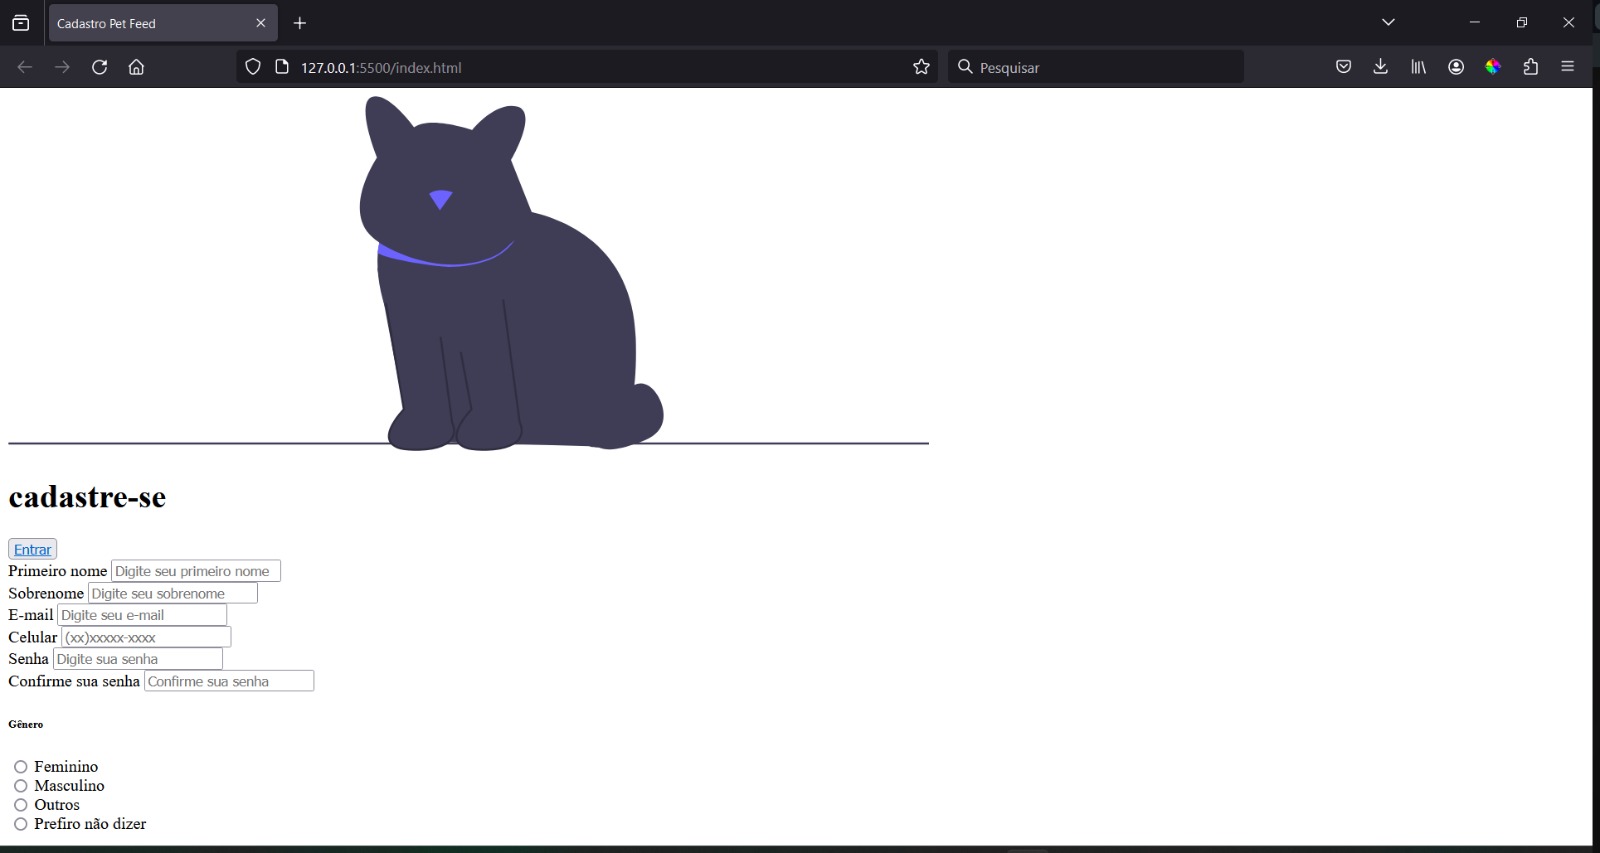 Cadastro Pet Feed
127.0.0.1:5500/index.html
Pesquisar
cadastre-se
Entrar
Primeiro nome Digite seu primeiro nome
Sobrenome Digite seu sobrenome
E-mail Digite seu e-mail
Celular (xx)xxxxx-xxxx
Senha Digite sua senha
Confirme sua senha Confirme sua senha
Gênero
Feminino
Masculino
Outros
Prefiro não dizer